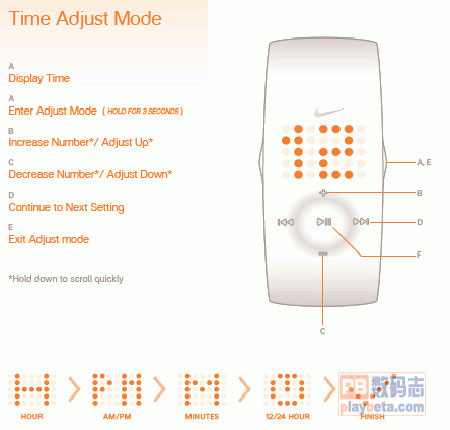 Time Adjust Mode
A
Display Time
A
Enter Adjust Mode ( HOLD FOR 3 SECONDS )
B
Increase Number*/ Adjust Up*
C
Decrease Number*/ Adjust Down*
D
Continue to Next Setting
E
Exit Adjust mode
*Hold down to scroll quickly
12
A, E
B
D
F
C
H
PM
M
HOUR
AM/PM
MINUTES
12/24 HOUR
FINISH
数码志
playbeta.com